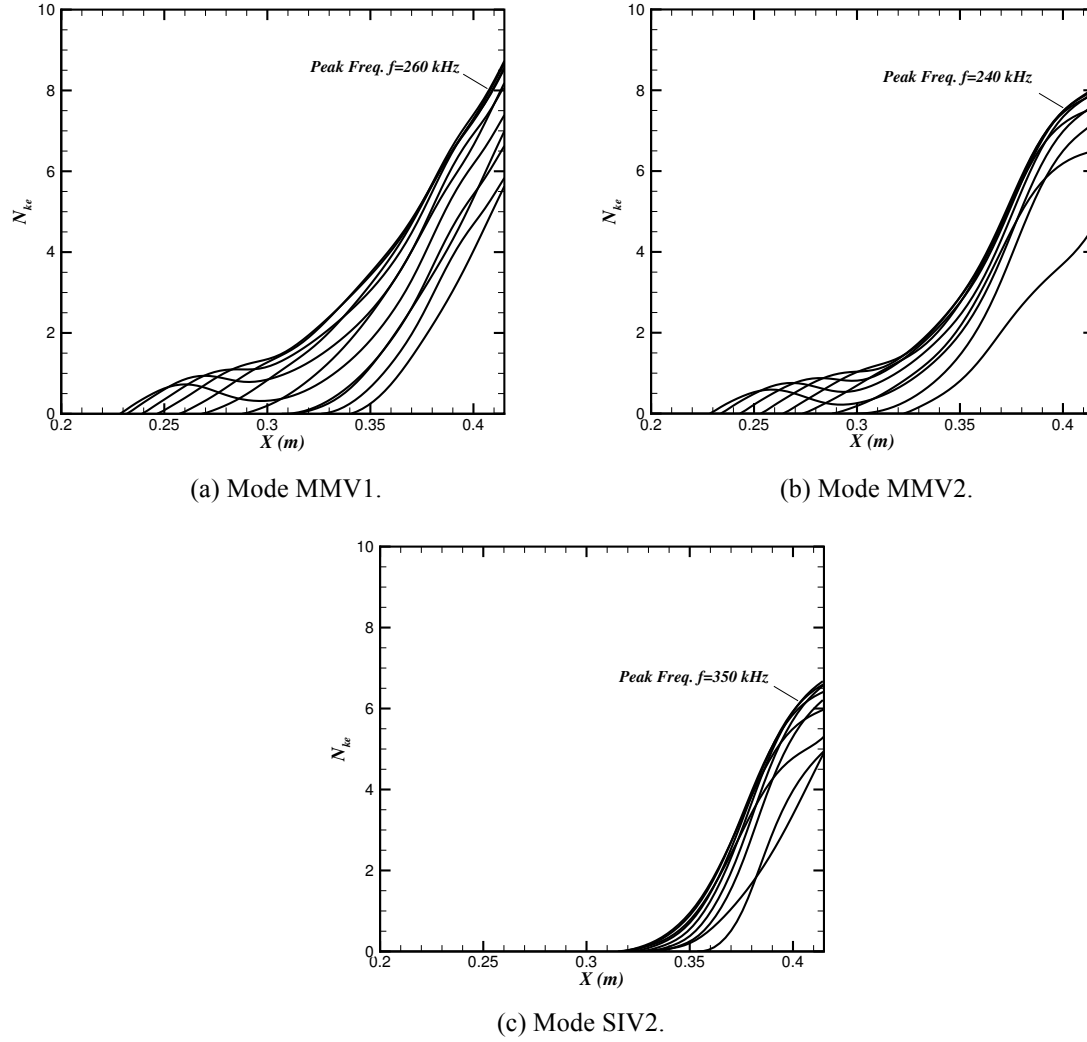 10
8
6
4
2
0
N_ke
Peak Freq. f=260 kHz
0.2 0.25 0.3 0.35 0.4
X (m)
(a) Mode MMV1.
10
8
6
4
2
0
N_ke
Peak Freq. f=240 kHz
0.2 0.25 0.3 0.35 0.4
X (m)
(b) Mode MMV2.
10
8
6
4
2
0
N_ke
Peak Freq. f=350 kHz
0.2 0.25 0.3 0.35 0.4
X (m)
(c) Mode SIV2.